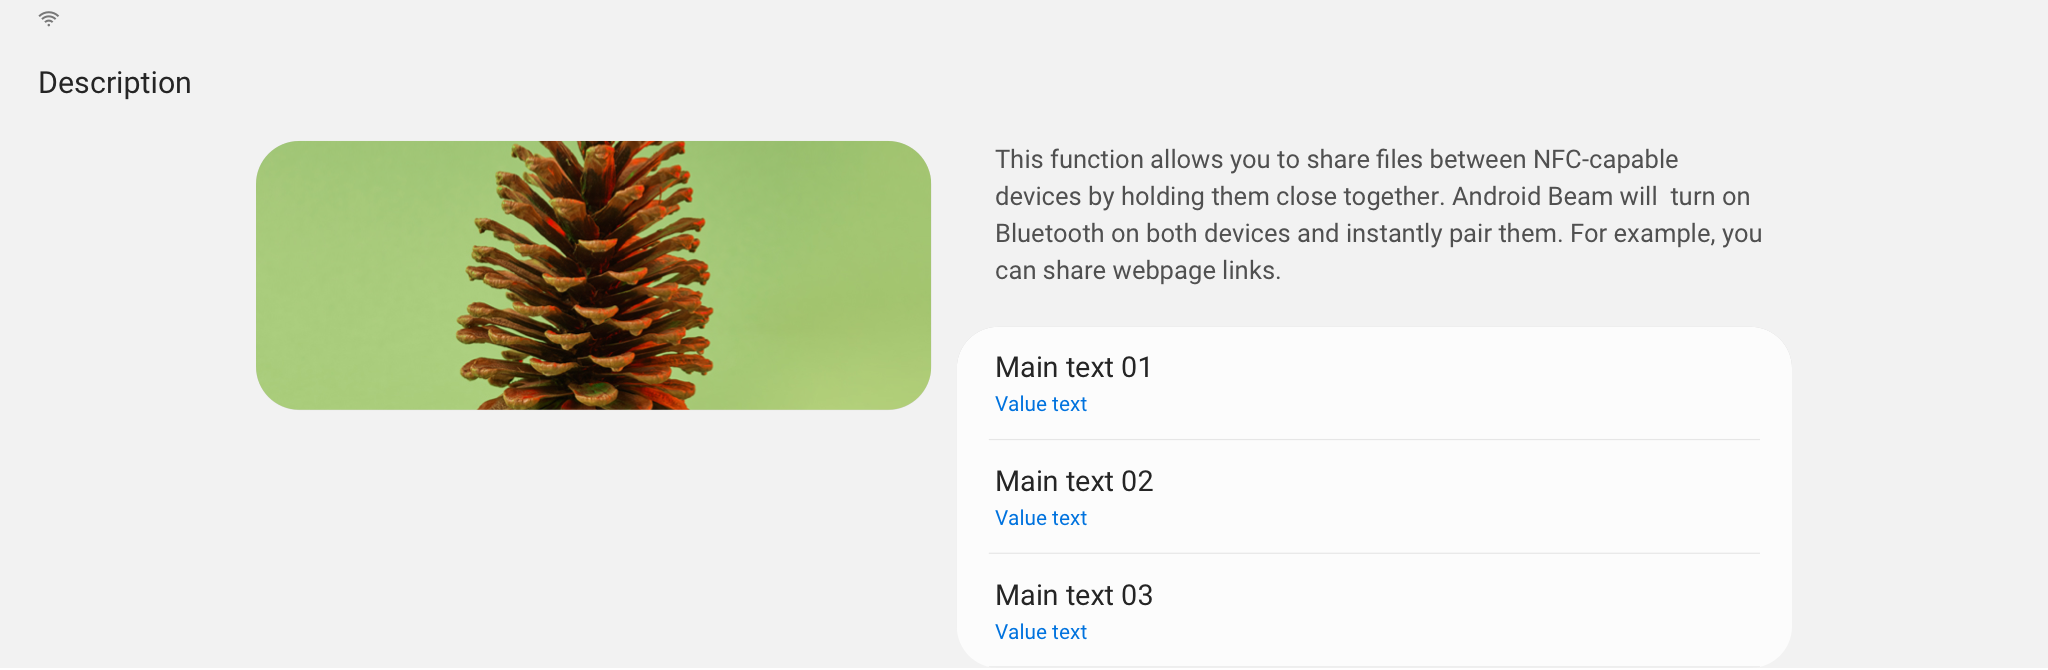 Description
This function allows you to share files between NFC-capable
devices by holding them close together. Android Beam will  turn on
Bluetooth on both devices and instantly pair them. For example, you
can share webpage links.
Main text 01
Value text
Main text 02
Value text
Main text 03
Value text